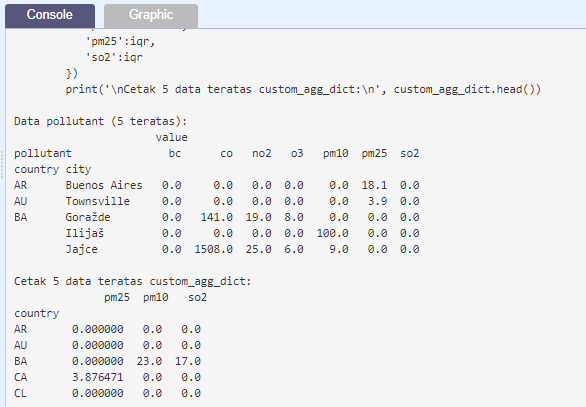 Console Graphic
'pm25':iqr,
'so2':iqr
})
print('\nCetak 5 data teratas custom_agg_dict:\n', custom_agg_dict.head())
Data pollutant (5 teratas):
value
pollutant bc co no2 o3 pm10 pm25 so2
country city
AR Buenos Aires 0.0 0.0 0.0 0.0 0.0 18.1 0.0
AU Townsville 0.0 0.0 0.0 0.0 0.0 3.9 0.0
BA Goražde 0.0 141.0 19.0 8.0 0.0 0.0 0.0
Ilijaš 0.0 0.0 0.0 0.0 100.0 0.0 0.0
Jajce 0.0 1508.0 25.0 6.0 9.0 0.0 0.0
Cetak 5 data teratas custom_agg_dict:
pm25 pm10 so2
country
AR 0.000000 0.0 0.0
AU 0.000000 0.0 0.0
BA 0.000000 23.0 17.0
CA 3.876471 0.0 0.0
CL 0.000000 0.0 0.0